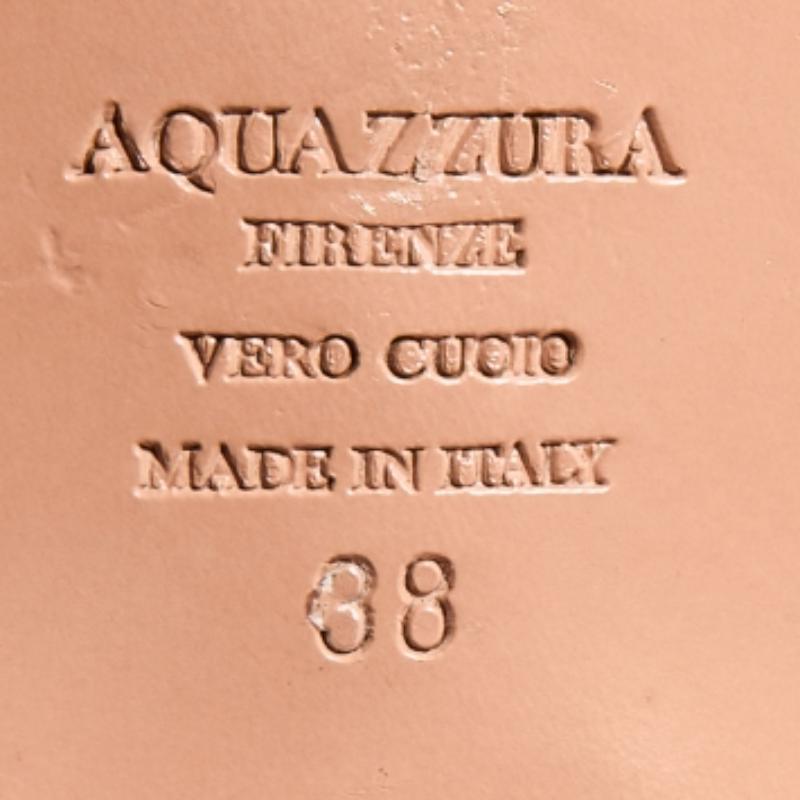 AQUAZZURA
FIRENZE
VERO CUOIO
MADE IN ITALY
38